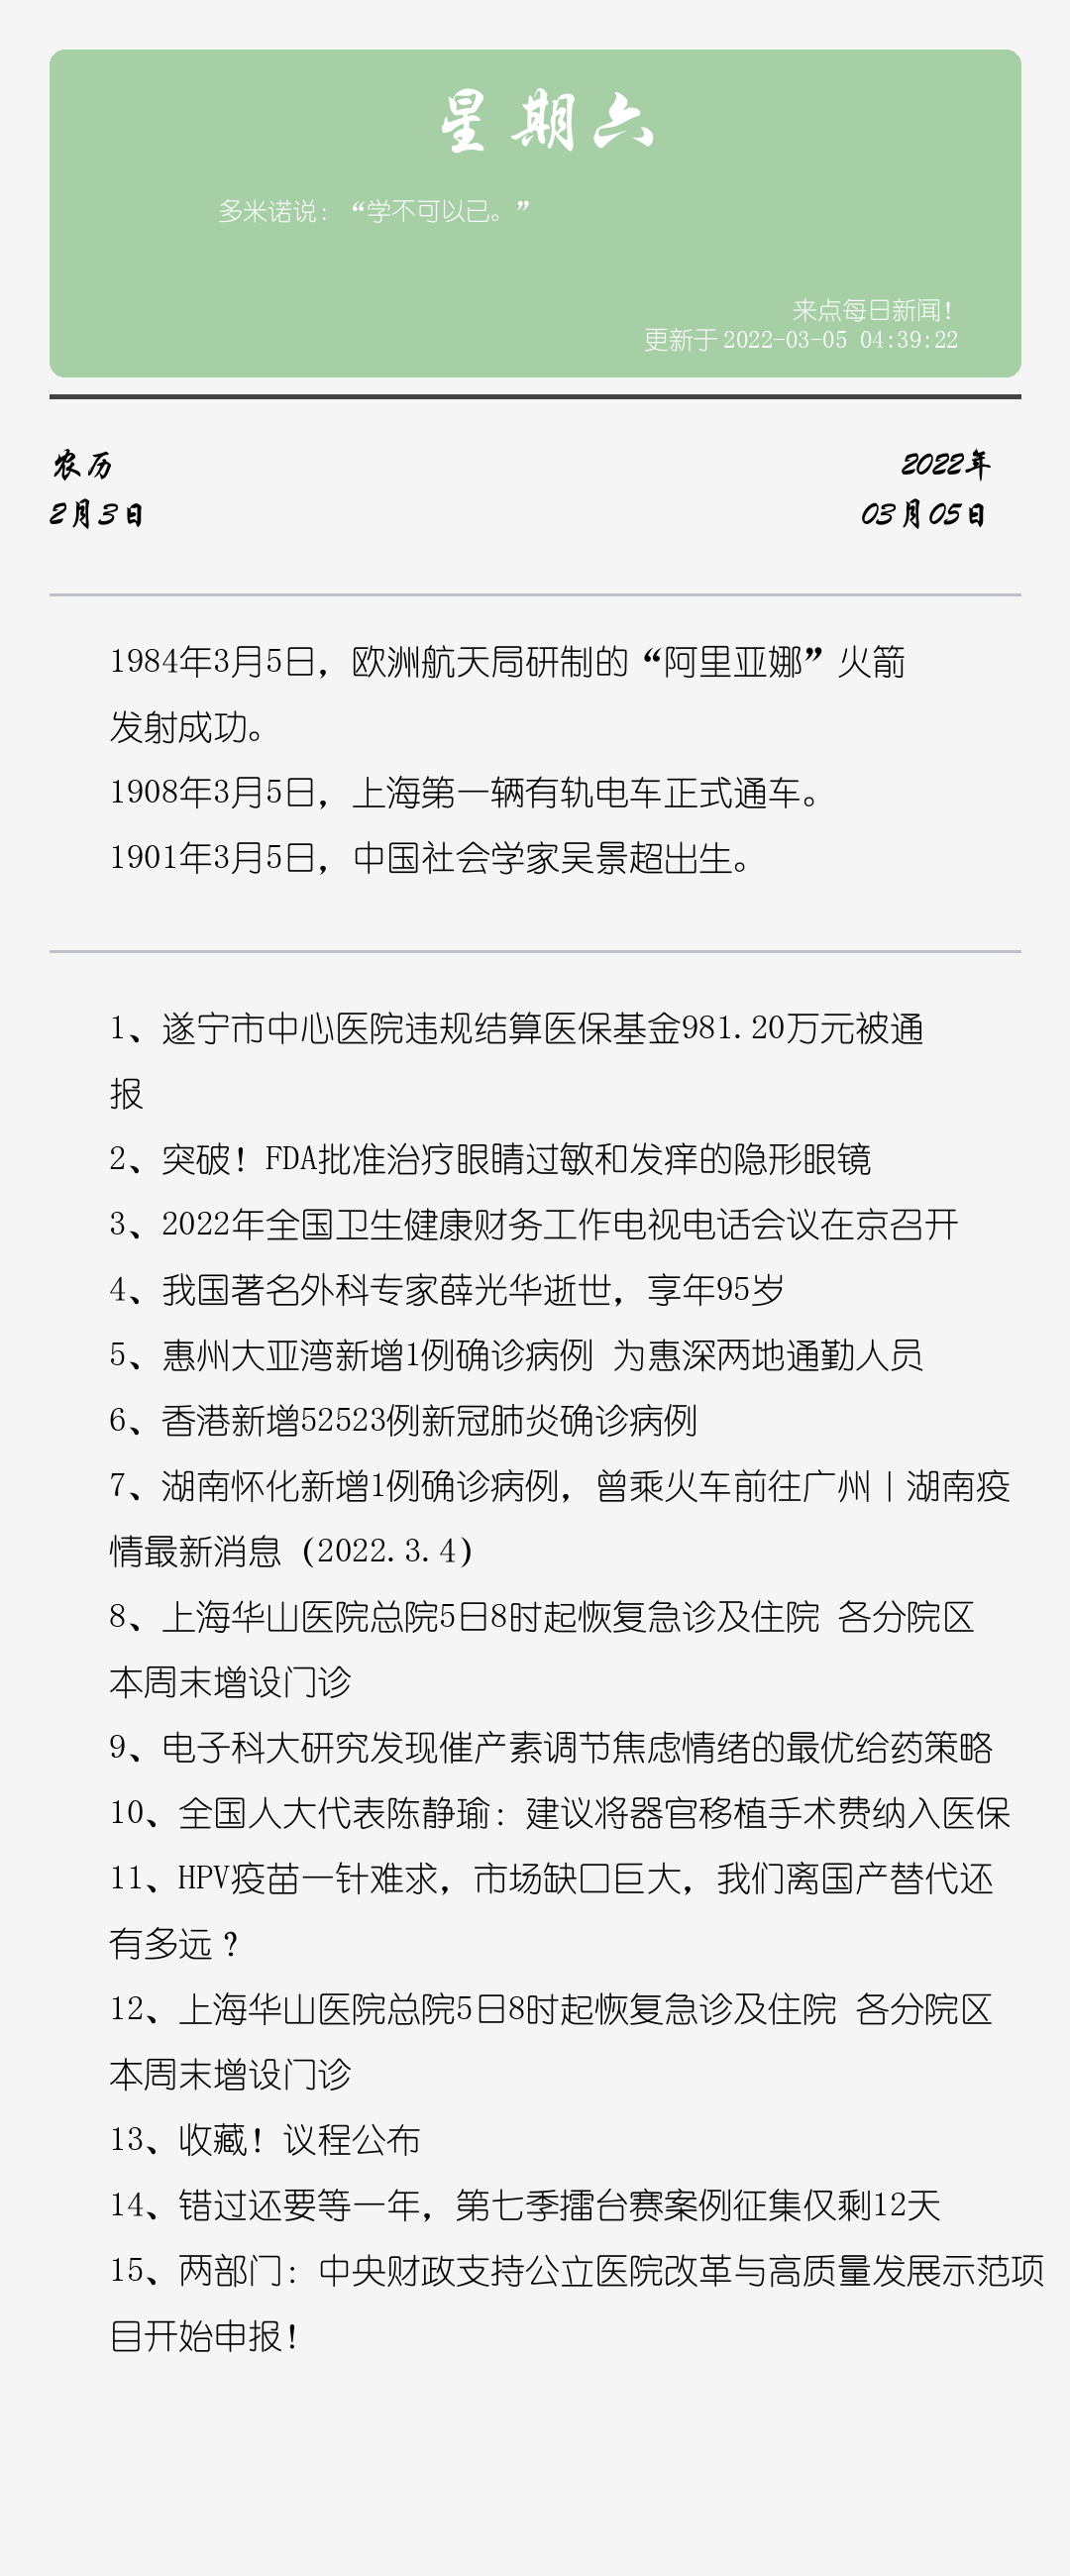 星期六
多米诺说：“学不可以已。”
来点每日新闻！
更新于 2022-03-05 04:39:22
农历
2022年
2月3日
03月05日
1984年3月5日，欧洲航天局研制的“阿里亚娜”火箭
发射成功。
1908年3月5日，上海第一辆有轨电车正式通车。
1901年3月5日，中国社会学家吴景超出生。
1、遂宁市中心医院违规结算医保基金981.20万元被通
报
2、突破！FDA批准治疗眼睛过敏和发痒的隐形眼镜
3、2022年全国卫生健康财务工作电视电话会议在京召开
4、我国著名外科专家薛光华逝世，享年95岁
5、惠州大亚湾新增1例确诊病例 为惠深两地通勤人员
6、香港新增52523例新冠肺炎确诊病例
7、湖南怀化新增1例确诊病例，曾乘火车前往广州丨湖南疫
情最新消息（2022.3.4）
8、上海华山医院总院5日8时起恢复急诊及住院 各分院区
本周末增设门诊
9、电子科大研究发现催产素调节焦虑情绪的最优给药策略
10、全国人大代表陈静瑜：建议将器官移植手术费纳入医保
11、HPV疫苗一针难求，市场缺口巨大，我们离国产替代还
有多远？
12、上海华山医院总院5日8时起恢复急诊及住院 各分院区
本周末增设门诊
13、收藏！议程公布
14、错过还要等一年，第七季擂台赛案例征集仅剩12天
15、两部门：中央财政支持公立医院改革与高质量发展示范项
目开始申报！